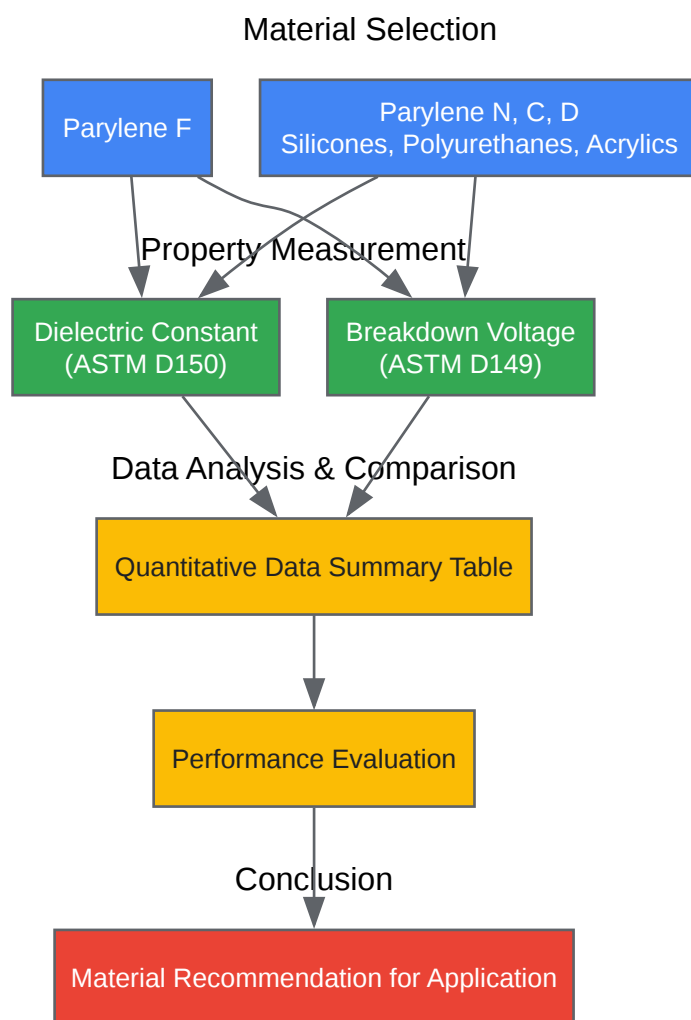 Material Selection
Parylene F
Parylene N, C, D
Silicones, Polyurethanes, Acrylics
Property Measurement
Dielectric Constant
(ASTM D150)
Breakdown Voltage
(ASTM D149)
Data Analysis & Comparison
Quantitative Data Summary Table
Performance Evaluation
Conclusion
Material Recommendation for Application